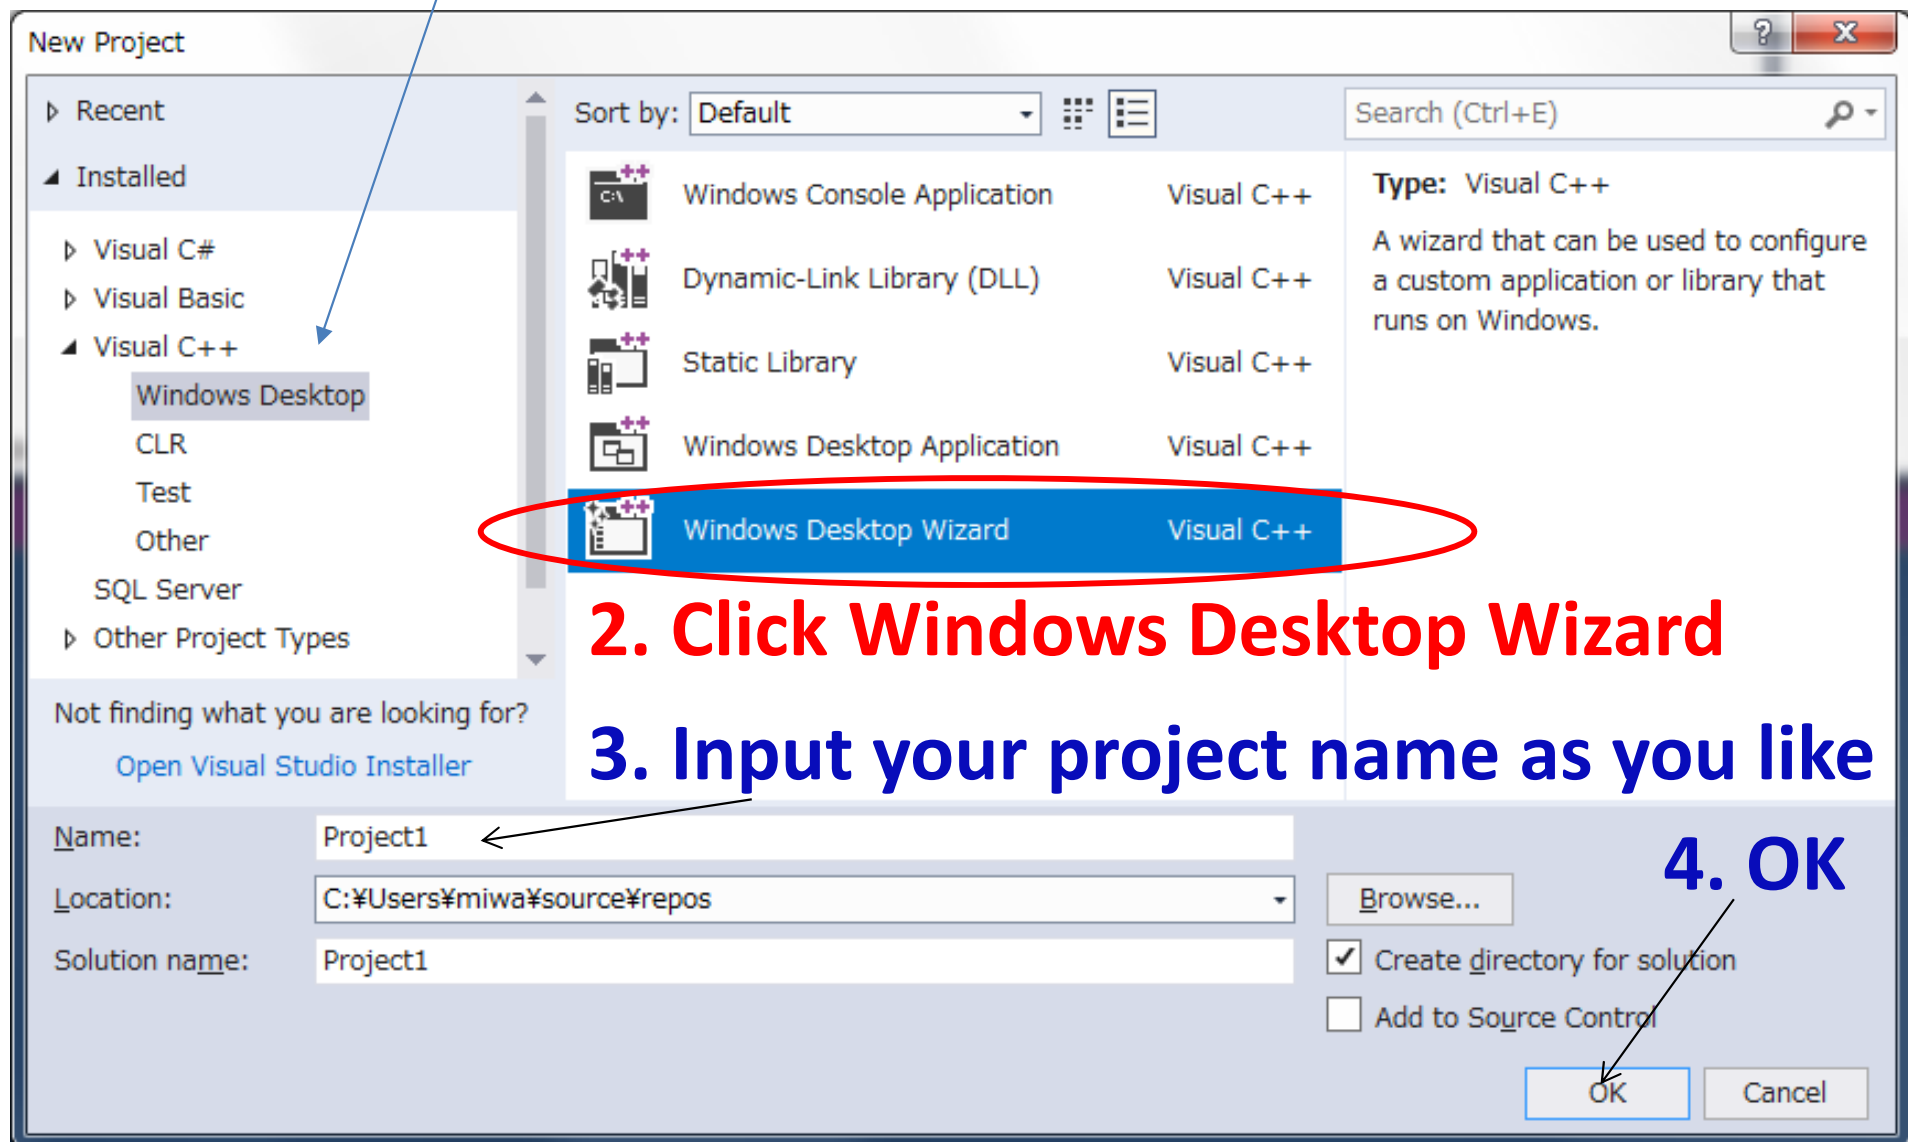 New Project
Recent
Installed
Visual C#
Visual Basic
Visual C++
Windows Desktop
CLR
Test
Other
SQL Server
Other Project Types
Not finding what you are looking for?
Open Visual Studio Installer
Sort by: Default
Search (Ctrl+E)
C:\
++
Windows Console Application Visual C++
++
Dynamic-Link Library (DLL) Visual C++
++
Static Library Visual C++
++
Windows Desktop Application Visual C++
++
Windows Desktop Wizard Visual C++
Type: Visual C++
A wizard that can be used to configure
a custom application or library that
runs on Windows.
2. Click Windows Desktop Wizard
3. Input your project name as you like
Name: Project1
4. OK
Location: C:¥Users¥miwa¥source¥repos
Browse...
Solution name: Project1
Create directory for solution
Add to Source Control
OK Cancel